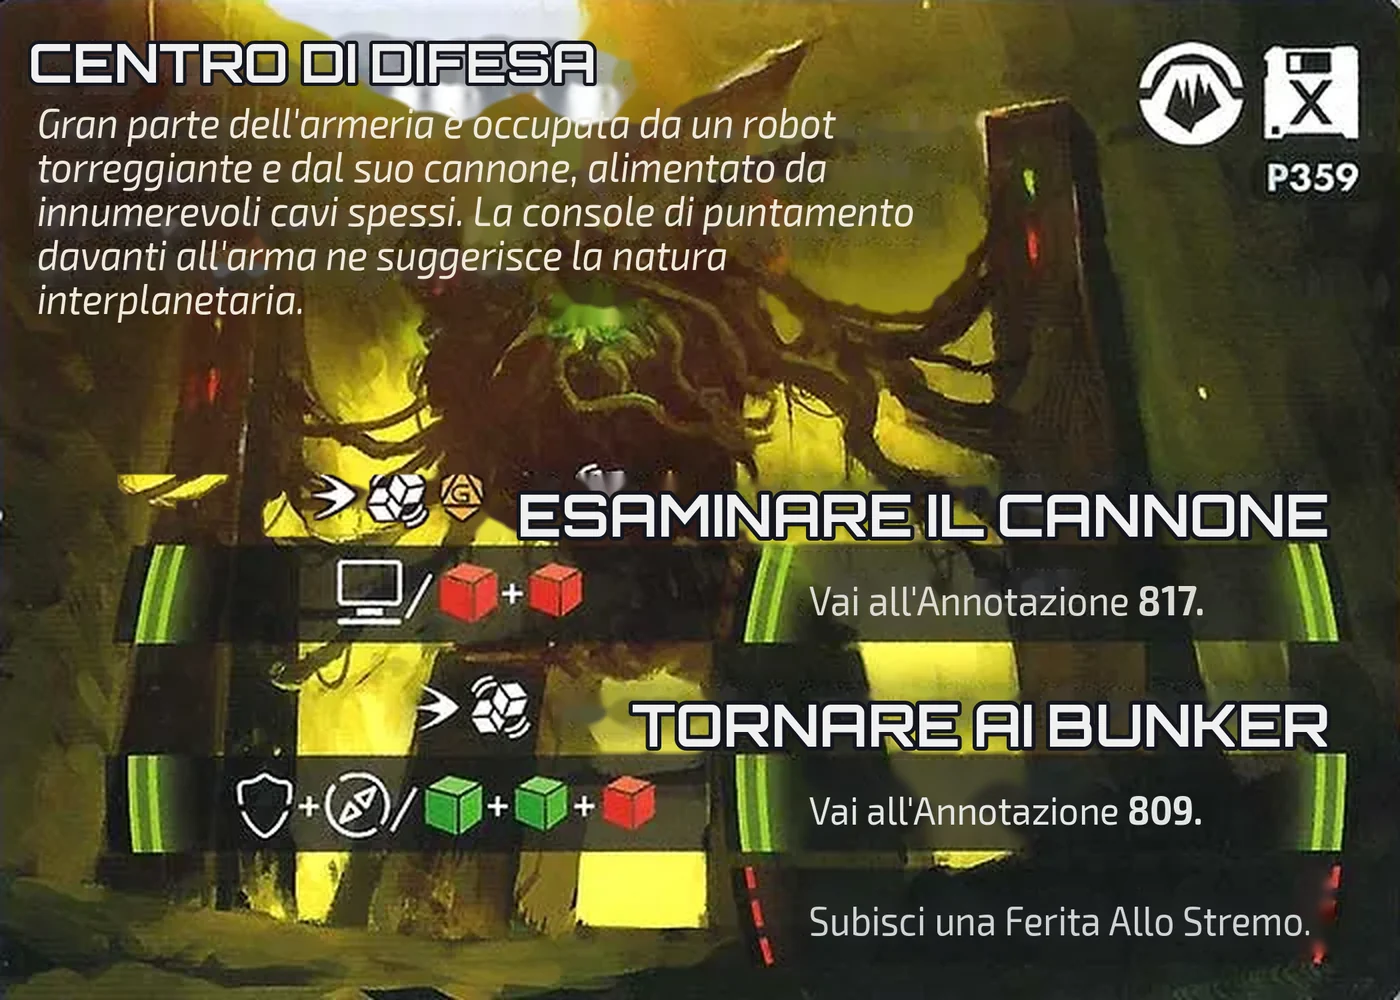 CENTRO DI DIFESA
Gran parte dell'armeria è occupata da un robot
torreggiante e dal suo cannone, alimentato da
innumerevoli cavi spessi. La console di puntamento
davanti all'arma ne suggerisce la natura
interplanetaria.
X
P359
G
ESAMINARE IL CANNONE
/ +
Vai all'Annotazione 817.
TORNARE AI BUNKER
+ / + +
Vai all'Annotazione 809.
Subisci una Ferita Allo Stremo.